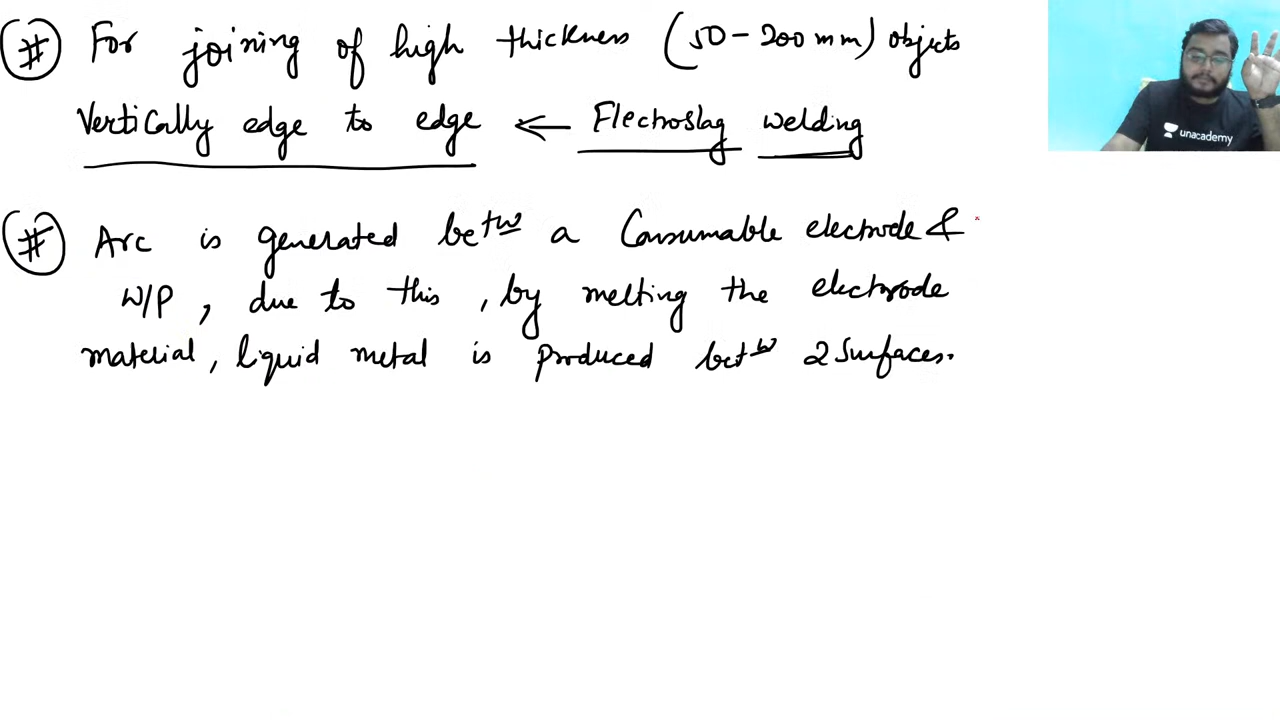 # For joining of high thickness (50-200 mm) objects
Vertically edge to edge ← Electroslag welding
unacademy
# Arc is generated betw a Consumable electrode &
W/P, due to this, by melting the electrode
material, liquid metal is produced betw 2 Surfaces.